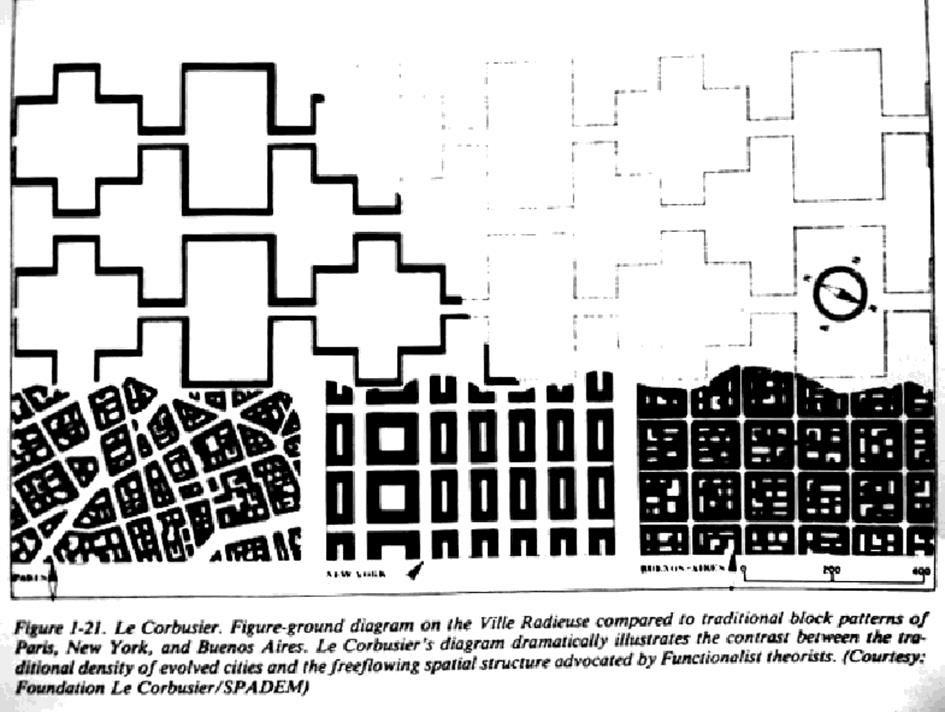 PARIS
NEW YORK
BUENOS-AIRES
0 200 400
Figure 1-21. Le Corbusier. Figure-ground diagram on the Ville Radieuse compared to traditional block patterns of
Paris, New York, and Buenos Aires. Le Corbusier's diagram dramatically illustrates the contrast between the tra-
ditional density of evolved cities and the freeflowing spatial structure advocated by Functionalist theorists. (Courtesy:
Foundation Le Corbusier/SPADEM)